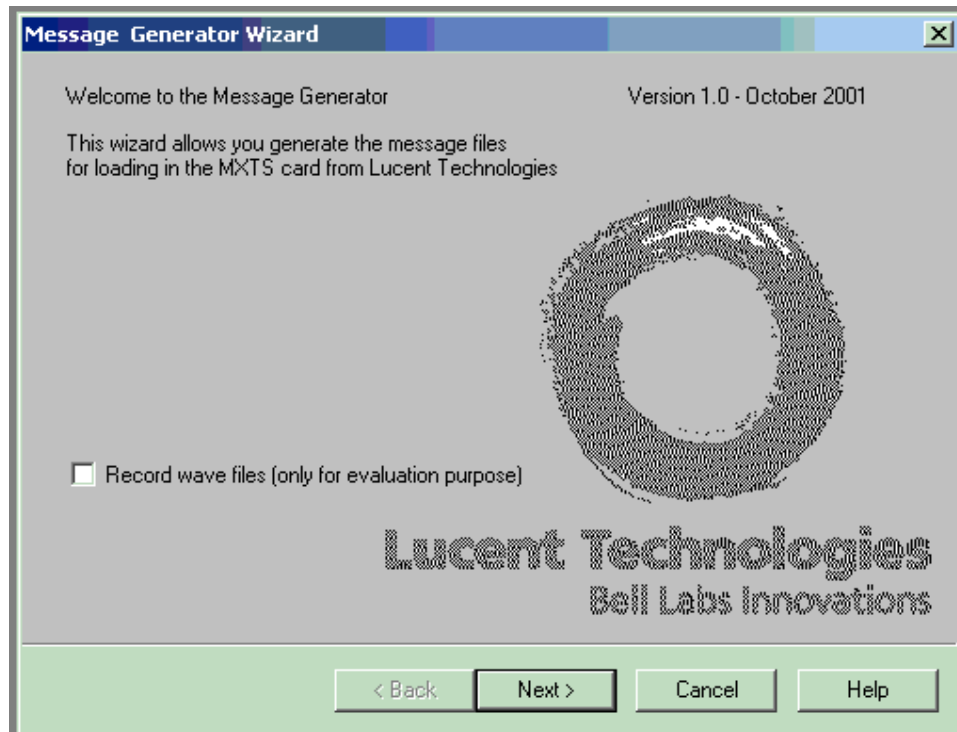 Message Generator Wizard
Welcome to the Message Generator
Version 1.0 - October 2001
This wizard allows you generate the message files
for loading in the MXTS card from Lucent Technologies
Record wave files (only for evaluation purpose)
Lucent Technologies
Bell Labs Innovations
< Back
Next >
Cancel
Help